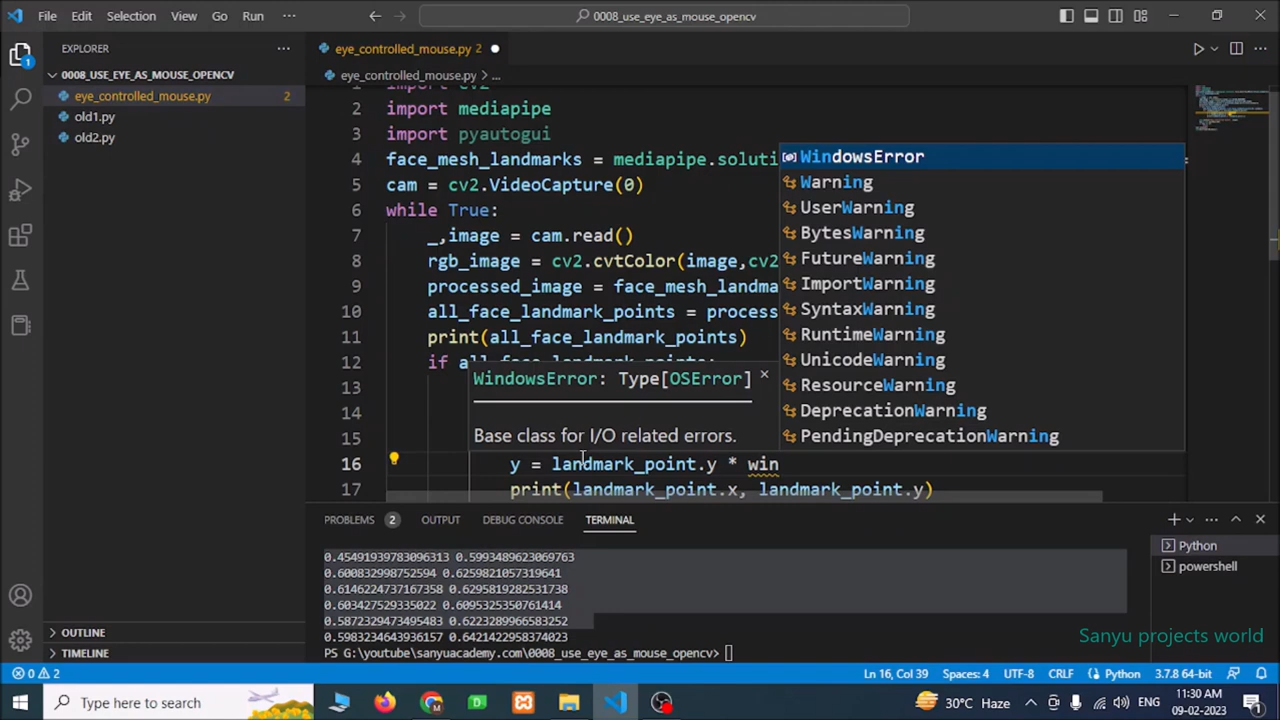 File Edit Selection View Go Run ··· 0008_use_eye_as_mouse_opencv
EXPLORER
0008_USE_EYE_AS_MOUSE_OPENCV
eye_controlled_mouse.py 2
old1.py
old2.py
OUTLINE
TIMELINE
eye_controlled_mouse.py 2
eye_controlled_mouse.py > ...
1 import cv2
2 import mediapipe
3 import pyautogui
4 face_mesh_landmarks = mediapipe.soluti
5 cam = cv2.VideoCapture(0)
6 while True:
7 _,image = cam.read()
8 rgb_image = cv2.cvtColor(image,cv2
9 processed_image = face_mesh_landma
10 all_face_landmark_points = process
11 print(all_face_landmark_points)
12 if all_face_landmark_points:
13
14
15
16 y = landmark_point.y * win
17 print(landmark_point.x, landmark_point.y)
WindowsError
Warning
UserWarning
BytesWarning
FutureWarning
ImportWarning
SyntaxWarning
RuntimeWarning
UnicodeWarning
ResourceWarning
DeprecationWarning
PendingDeprecationWarning
WindowsError: Type[OSError]
Base class for I/O related errors.
PROBLEMS 2 OUTPUT DEBUG CONSOLE TERMINAL
0.45491939783096313 0.5993489623069763
0.600832998752594 0.6259821057319641
0.6146224737167358 0.6295819282531738
0.603427529335022 0.6095325350761414
0.5872329473495483 0.6223289966583252
0.5983234643936157 0.6421422958374023
PS G:\youtube\sanyuacademy.com\0008_use_eye_as_mouse_opencv>
Python
powershell
Sanyu projects world
0 2 Ln 16, Col 39 Spaces: 4 UTF-8 CRLF Python 3.7.8 64-bit
Type here to search 30°C Haze ENG 11:30 AM
09-02-2023